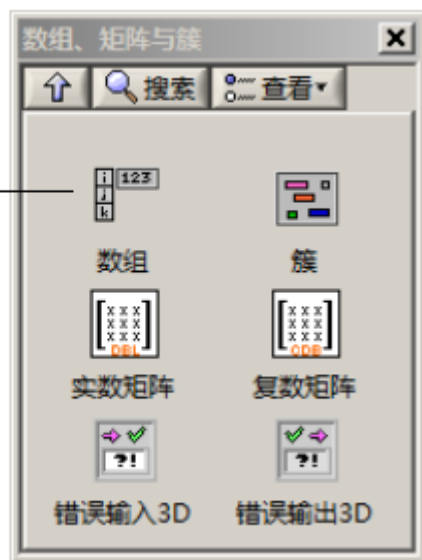 数组、矩阵与簇
搜索 查看
i 123
j
k
数组 簇
x x x
x x x
x x x
DBL
x x x
x x x
x x x
CDB
实数矩阵 复数矩阵
?! ?!
错误输入3D 错误输出3D